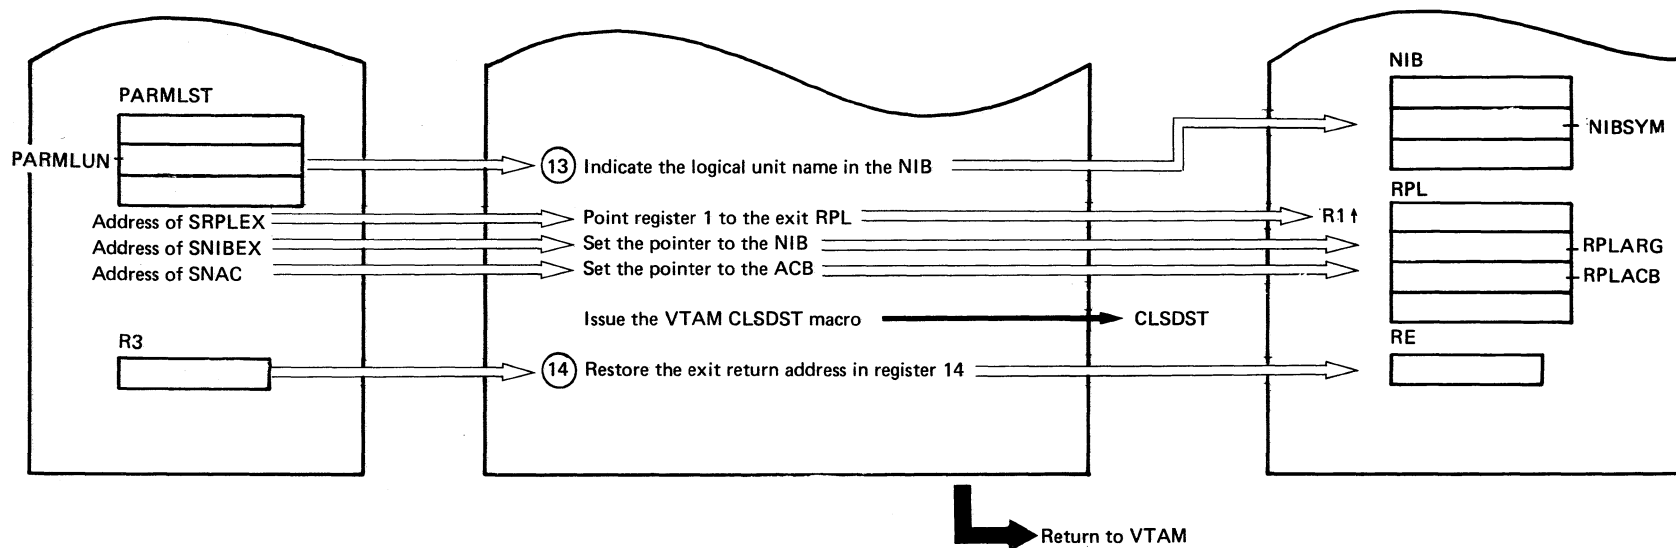 PARMLST
PARMLUN
Address of SRPLEX
Address of SNIBEX
Address of SNAC
R3
13 Indicate the logical unit name in the NIB
Point register 1 to the exit RPL
Set the pointer to the NIB
Set the pointer to the ACB
Issue the VTAM CLSDST macro
CLSDST
14 Restore the exit return address in register 14
Return to VTAM
NIB
NIBSYM
RPL
R1↑
RPLARG
RPLACB
RE